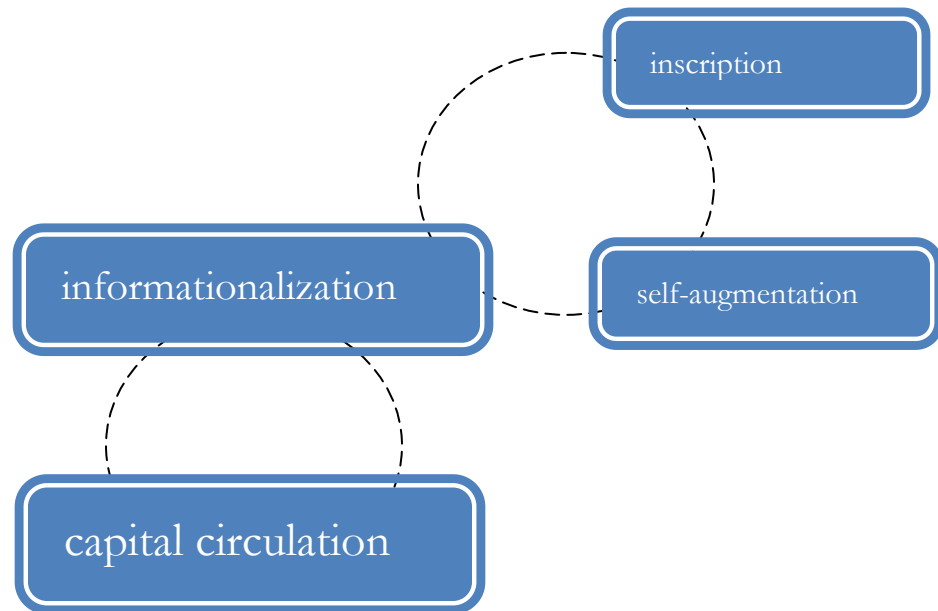 inscription
informationalization
self-augmentation
capital circulation